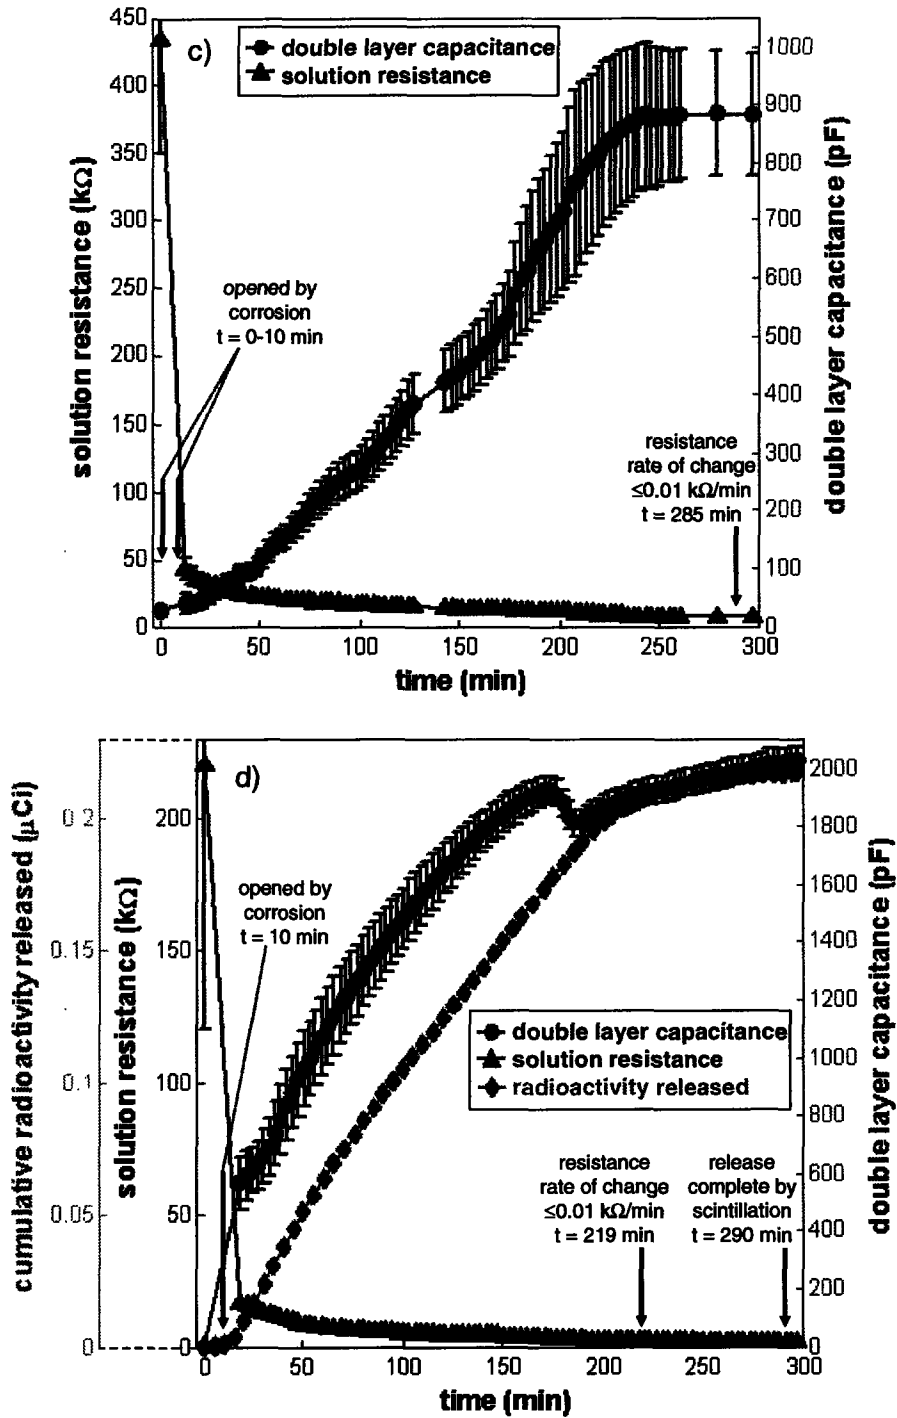 c)
double layer capacitance
solution resistance
450
400
350
300
250
200
150
100
50
0
solution resistance (kΩ)
1000
900
800
700
600
500
400
300
200
100
0
double layer capacitance (pF)
opened by
corrosion
t = 0-10 min
resistance
rate of change
≤0.01 kΩ/min
t = 285 min
0 50 100 150 200 250 300
time (min)
d)
0.2
0.15
0.1
0.05
0
cumulative radioactivity released (μCi)
200
150
100
50
0
solution resistance (kΩ)
2000
1800
1600
1400
1200
1000
800
600
400
200
0
double layer capacitance (pF)
opened by
corrosion
t = 10 min
double layer capacitance
solution resistance
radioactivity released
resistance
rate of change
≤0.01 kΩ/min
t = 219 min
release
complete by
scintillation
t = 290 min
0 50 100 150 200 250 300
time (min)